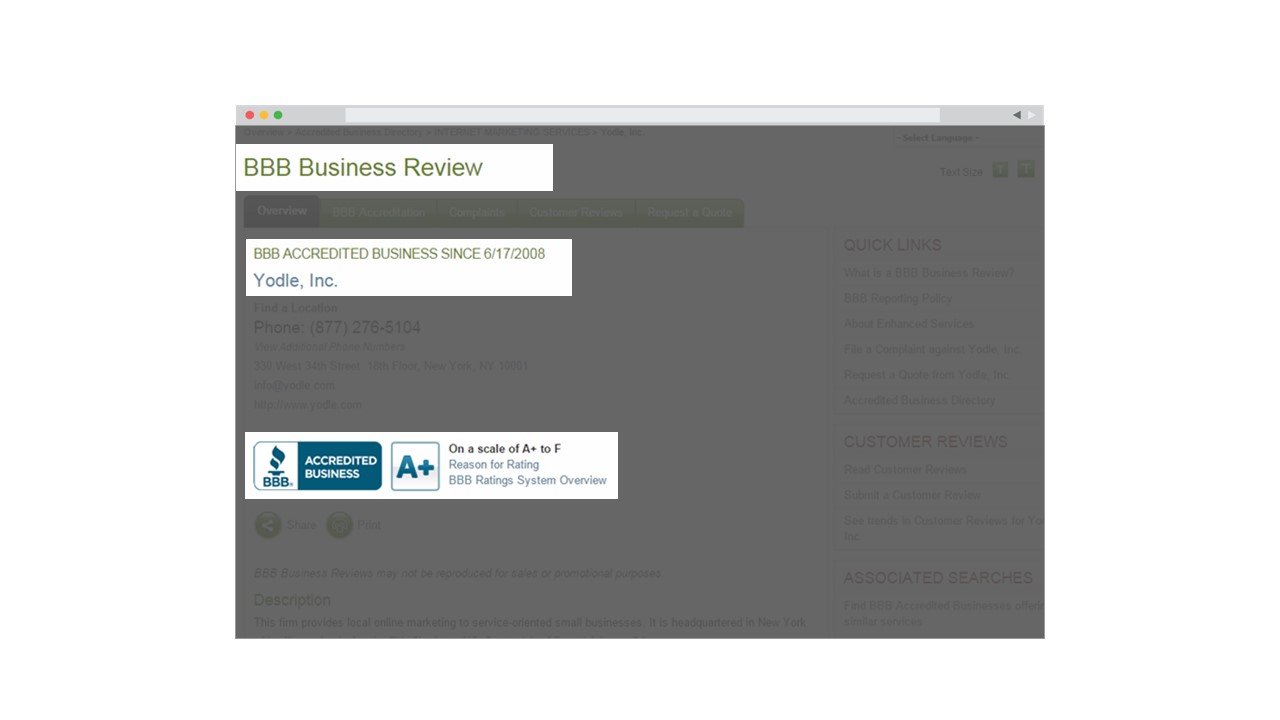 Overview > Accredited Business Directory > INTERNET MARKETING SERVICES > Yodle, Inc.
- Select Language -
BBB Business Review
Text Size
Overview
BBB Accreditation
Complaints
Customer Reviews
Request a Quote
BBB ACCREDITED BUSINESS SINCE 6/17/2008
Yodle, Inc.
Find a Location
Phone: (877) 276-5104
View Additional Phone Numbers
330 West 34th Street, 18th Floor, New York, NY 10001
info@yodle.com
http://www.yodle.com
BBB.
ACCREDITED
BUSINESS
A+
On a scale of A+ to F
Reason for Rating
BBB Ratings System Overview
Share
Print
BBB Business Reviews may not be reproduced for sales or promotional purposes.
Description
This firm provides local online marketing to service-oriented small businesses. It is headquartered in New York
QUICK LINKS
What is a BBB Business Review?
BBB Reporting Policy
About Enhanced Services
File a Complaint against Yodle, Inc.
Request a Quote from Yodle, Inc.
Accredited Business Directory
CUSTOMER REVIEWS
Read Customer Reviews
Submit a Customer Review
See trends in Customer Reviews for Yo
Inc.
ASSOCIATED SEARCHES
Find BBB Accredited Businesses offeri
similar services